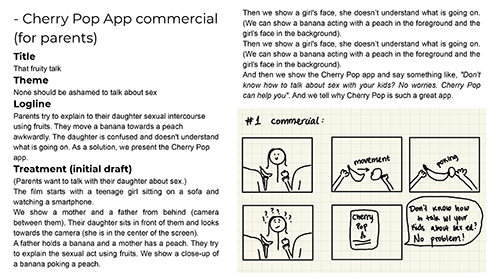 - Cherry Pop App commercial
(for parents)
Title
That fruity talk
Theme
None should be ashamed to talk about sex
Logline
Parents try to explain to their daughter sexual intercourse
using fruits. They move a banana towards a peach
awkwardly. The daughter is confused and doesn't understand
what is going on. As a solution, we present the Cherry Pop
app.
Treatment (initial draft)
(Parents want to talk with their daughter about sex.)
The film starts with a teenage girl sitting on a sofa and
watching a smartphone.
We show a mother and a father from behind (camera
between them). Their daughter sits in front of them and looks
towards the camera (she is in the center of the screen).
A father holds a banana and a mother has a peach. They try
to explain the sexual act using fruits. We show a close-up of
a banana poking a peach.
Then we show a girl's face, she doesn't understand what is going on.
(We can show a banana acting with a peach in the foreground and the
girl's face in the background).
Then we show a girl's face, she doesn't understand what is going on.
(We can show a banana acting with a peach in the foreground and the
girl's face in the background).
And then we show the Cherry Pop app and say something like, "Don't
know how to talk about sex with your kids? No worries. Cherry Pop
can help you". And we tell why Cherry Pop is such a great app.
#1 commercial:
movement
poking
? ? ? ?
Cherry
Pop
Don't know how
to talk w/ your
kids about sex ed?
No problem!